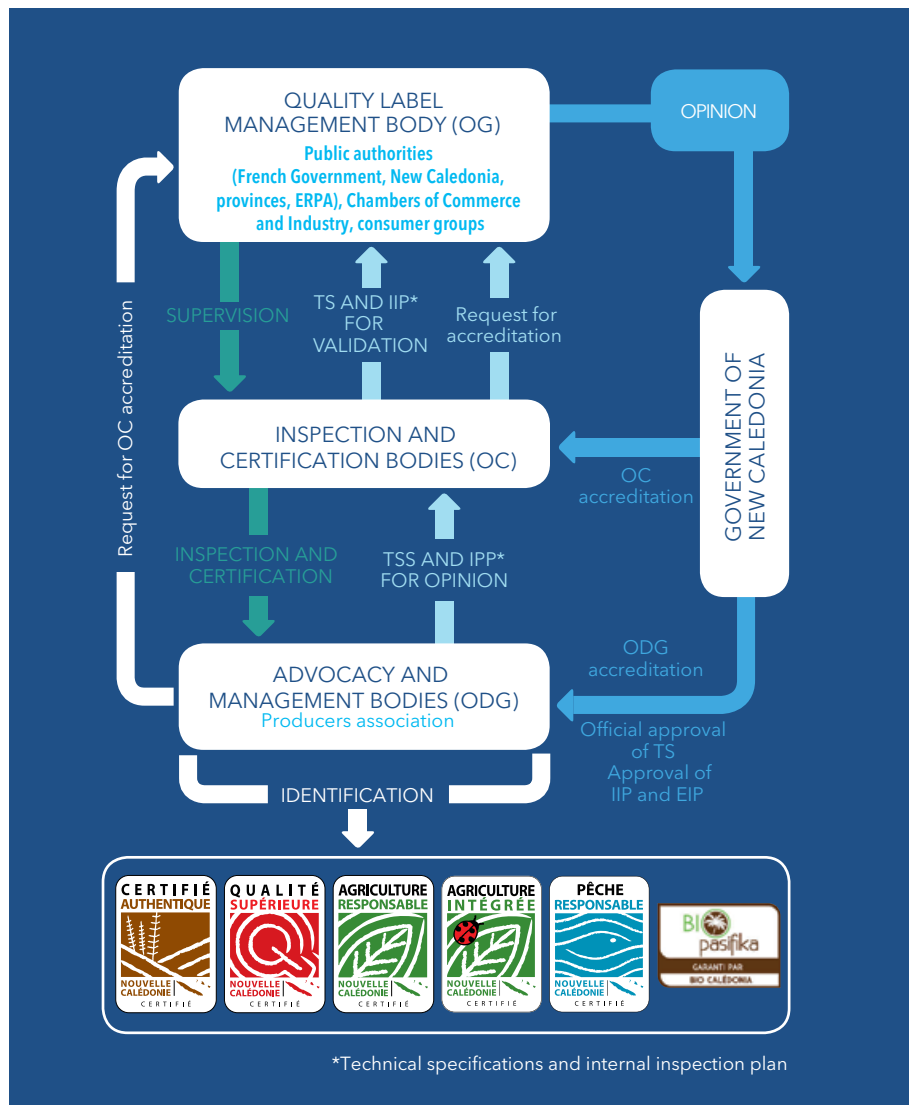 QUALITY LABEL
MANAGEMENT BODY (OG)
Public authorities
(French Government, New Caledonia,
provinces, ERPA), Chambers of Commerce
and Industry, consumer groups
OPINION
SUPERVISION
TS AND IIP*
FOR
VALIDATION
Request for
accreditation
Request for OC accreditation
GOVERNMENT OF
NEW CALEDONIA
INSPECTION AND
CERTIFICATION BODIES (OC)
OC
accreditation
INSPECTION AND
CERTIFICATION
TSS AND IPP*
FOR OPINION
ODG
accreditation
ADVOCACY AND
MANAGEMENT BODIES (ODG)
Producers association
Official approval
of TS
Approval of
IIP and EIP
IDENTIFICATION
CERTIFIÉ
AUTHENTIQUE
NOUVELLE
CALÉDONIE
CERTIFIÉ
QUALITÉ
SUPÉRIEURE
NOUVELLE
CALÉDONIE
CERTIFIÉ
AGRICULTURE
RESPONSABLE
NOUVELLE
CALÉDONIE
CERTIFIÉ
AGRICULTURE
INTÉGRÉE
NOUVELLE
CALÉDONIE
CERTIFIÉ
PÊCHE
RESPONSABLE
NOUVELLE
CALÉDONIE
CERTIFIÉ
BIO
pasifika
GARANTI PAR
BIO CALÉDONIA
*Technical specifications and internal inspection plan